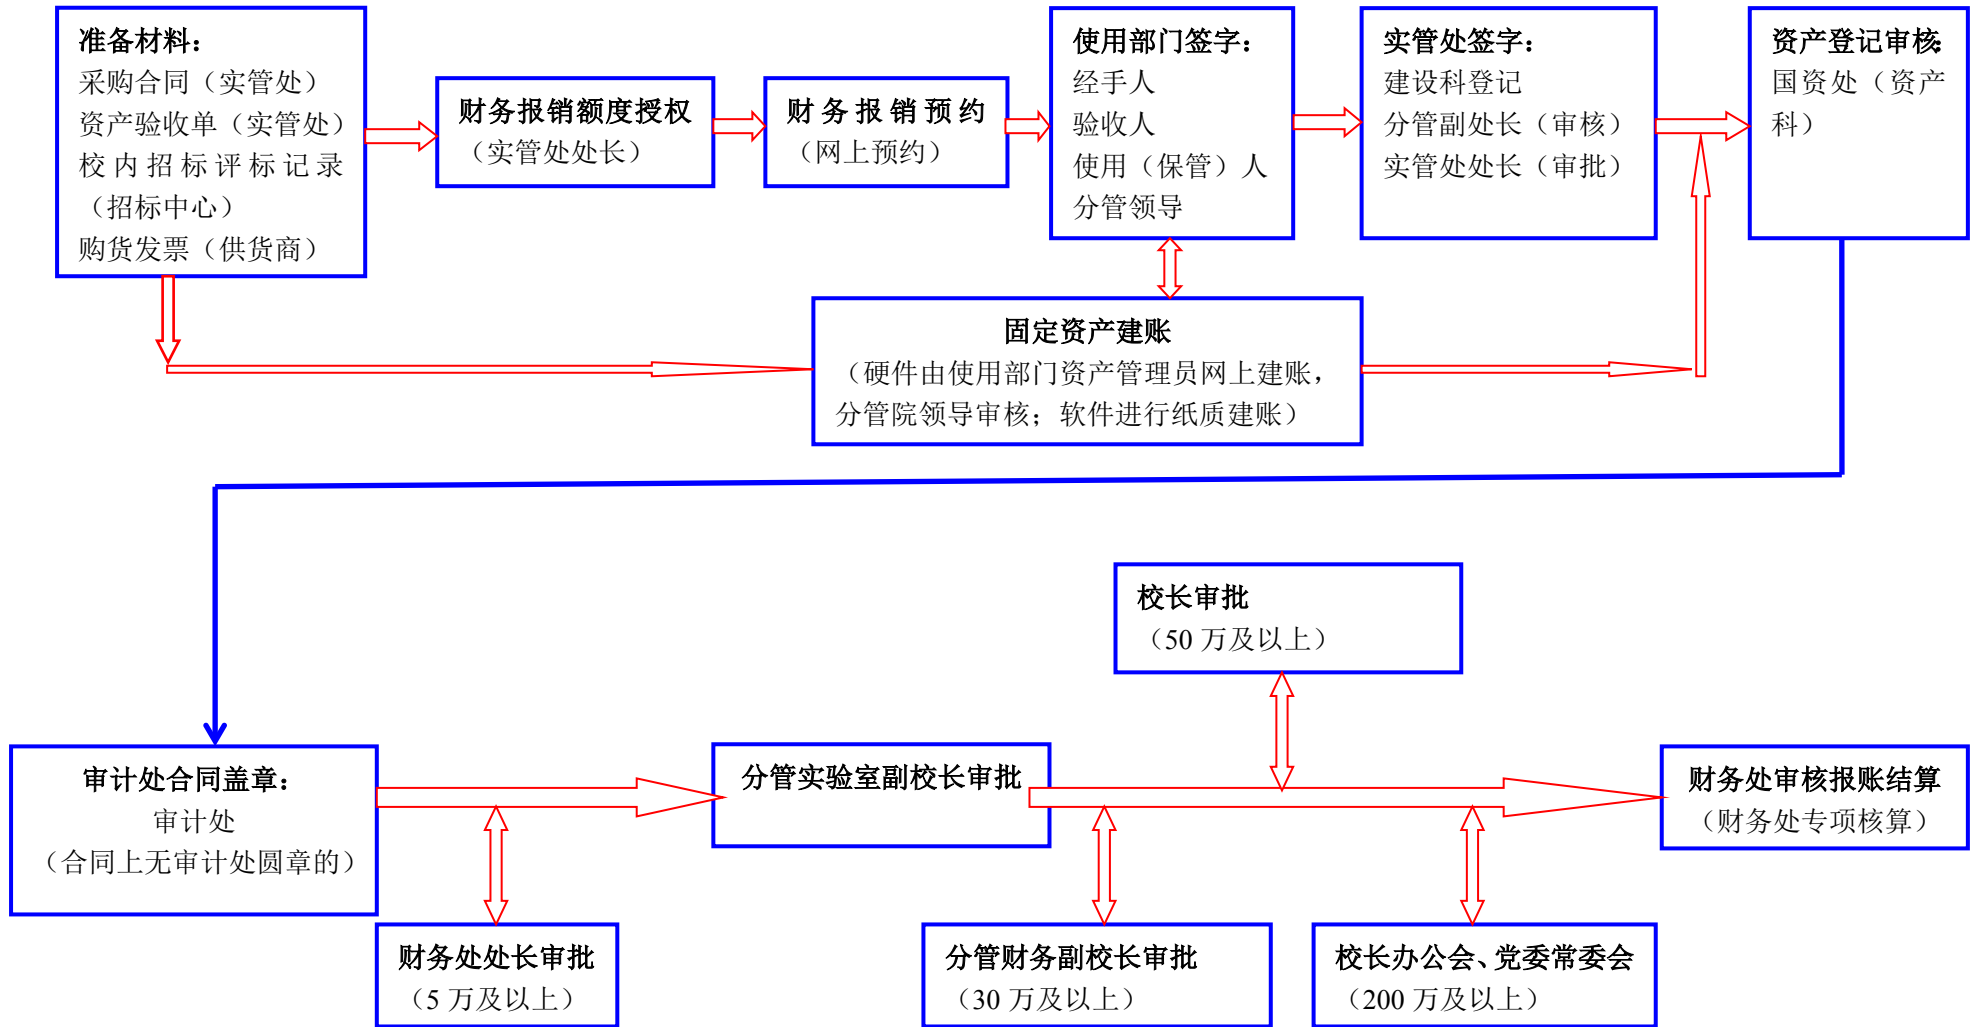 准备材料：
采购合同（实管处）
资产验收单（实管处）
校内招标评标记录
（招标中心）
购货发票（供货商）
财务报销额度授权
（实管处处长）
财务报销预约
（网上预约）
使用部门签字：
经手人
验收人
使用（保管）人
分管领导
实管处签字：
建设科登记
分管副处长（审核）
实管处处长（审批）
资产登记审核：
国资处（资产
科）
固定资产建账
（硬件由使用部门资产管理员网上建账，
分管院领导审核；软件进行纸质建账）
校长审批
（50 万及以上）
审计处合同盖章：
审计处
（合同上无审计处圆章的）
分管实验室副校长审批
财务处审核报账结算
（财务处专项核算）
财务处处长审批
（5 万及以上）
分管财务副校长审批
（30 万及以上）
校长办公会、党委常委会
（200 万及以上）